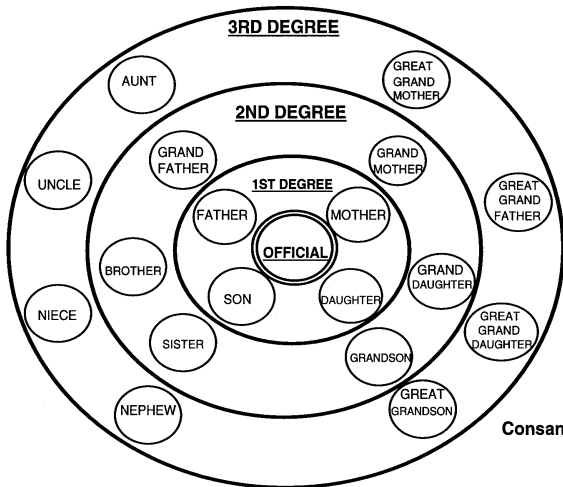 3RD DEGREE
AUNT
GREAT
GRAND
MOTHER
2ND DEGREE
GRAND
FATHER
GRAND
MOTHER
UNCLE
1ST DEGREE
GREAT
GRAND
FATHER
FATHER
MOTHER
OFFICIAL
BROTHER
GRAND
DAUGHTER
SON
DAUGHTER
NIECE
GREAT
GRAND
DAUGHTER
SISTER
GRANDSON
NEPHEW
GREAT
GRANDSON
Consan